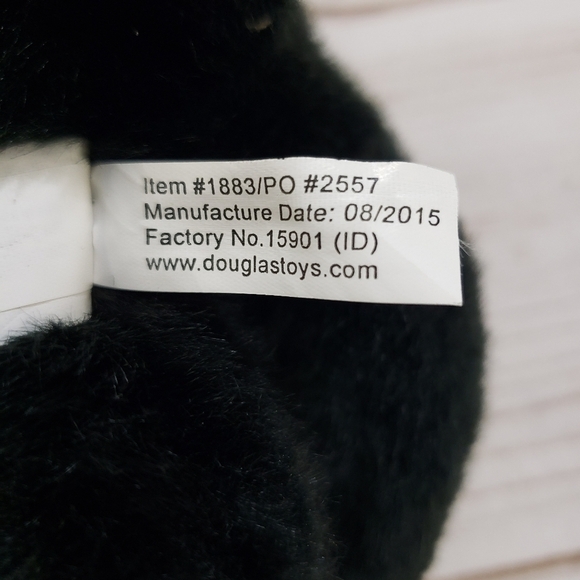 Item #1883/PO #2557
Manufacture Date: 08/2015
Factory No.15901 (ID)
www.douglastoys.com